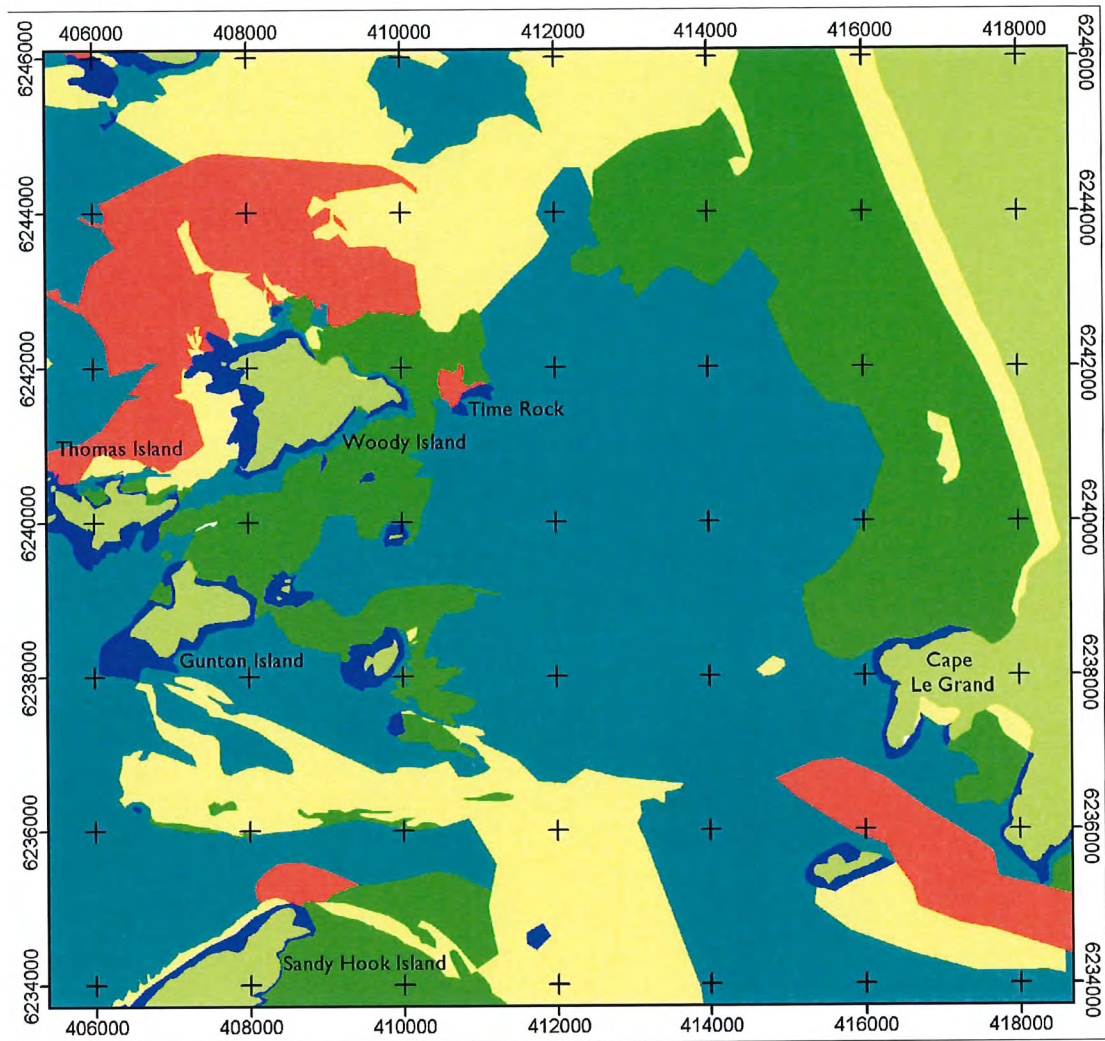 406000 408000 410000 412000 414000 416000 418000
6246000 6246000
6244000 6244000
6242000 6242000
Time Rock
Thomas Island
Woody Island
6240000 6240000
Gunton Island
Cape
Le Grand
6238000 6238000
6236000 6236000
Sandy Hook Island
6234000 6234000
406000 408000 410000 412000 414000 416000 418000